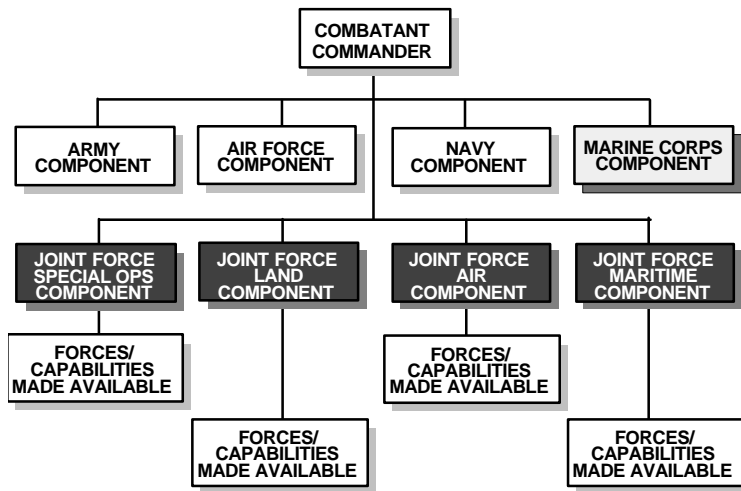 COMBATANT
COMMANDER
ARMY
COMPONENT
AIR FORCE
COMPONENT
NAVY
COMPONENT
MARINE CORPS
COMPONENT
JOINT FORCE
SPECIAL OPS
COMPONENT
JOINT FORCE
LAND
COMPONENT
JOINT FORCE
AIR
COMPONENT
JOINT FORCE
MARITIME
COMPONENT
FORCES/
CAPABILITIES
MADE AVAILABLE
FORCES/
CAPABILITIES
MADE AVAILABLE
FORCES/
CAPABILITIES
MADE AVAILABLE
FORCES/
CAPABILITIES
MADE AVAILABLE